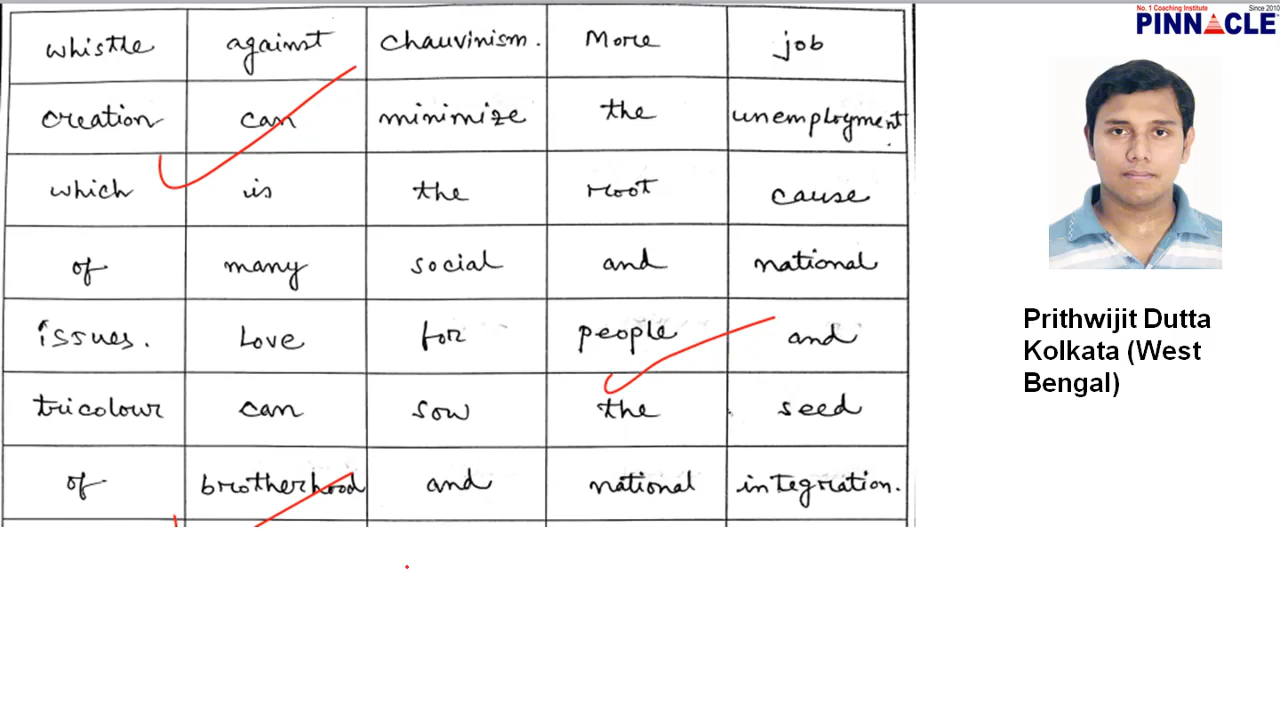 whistle against chauvinism. More job
creation can minimize the unemployment
which is the root cause
of many social and national
issues. Love for people and
tricolour can sow the seed
of brotherhood and national integration.
No. 1 Coaching Institute Since 2010
PINNACLE
Prithwijit Dutta
Kolkata (West
Bengal)